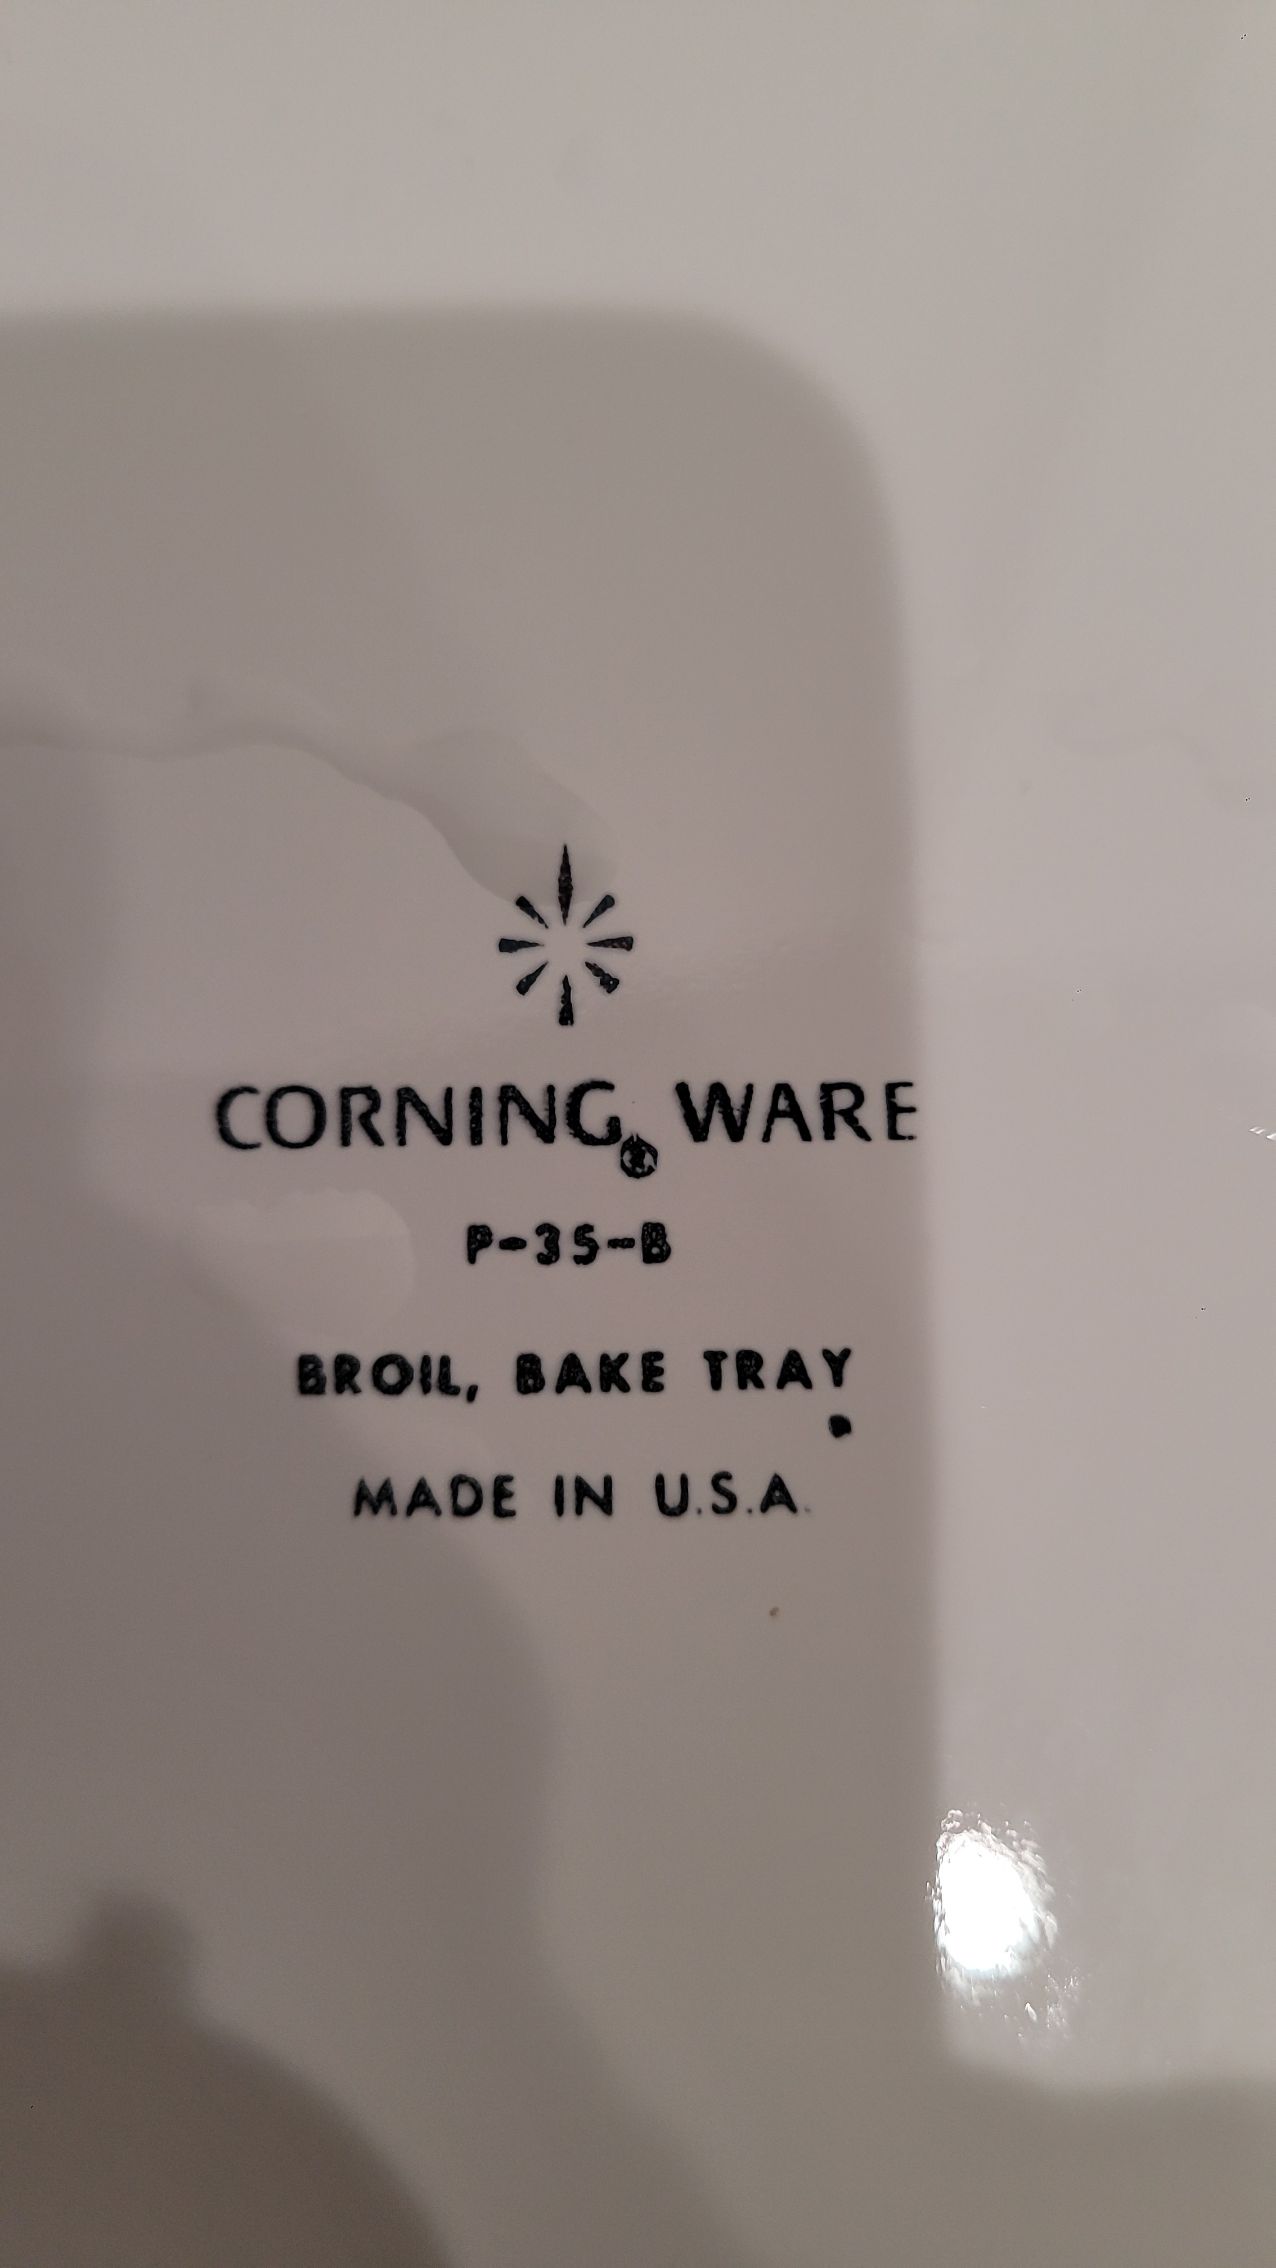 CORNING® WARE
P-35-B
BROIL, BAKE TRAY
MADE IN U.S.A.